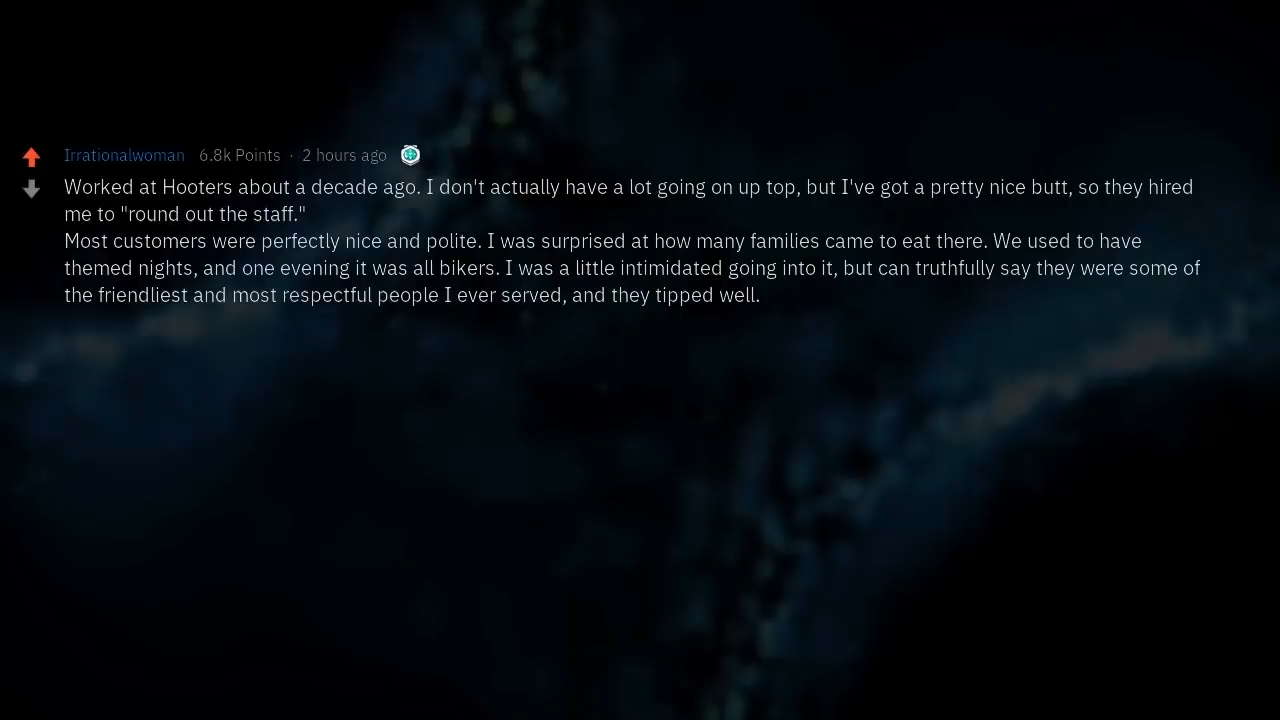 Irrationalwoman 6.8k Points · 2 hours ago
Worked at Hooters about a decade ago. I don't actually have a lot going on up top, but I've got a pretty nice butt, so they hired
me to "round out the staff."
Most customers were perfectly nice and polite. I was surprised at how many families came to eat there. We used to have
themed nights, and one evening it was all bikers. I was a little intimidated going into it, but can truthfully say they were some of
the friendliest and most respectful people I ever served, and they tipped well.